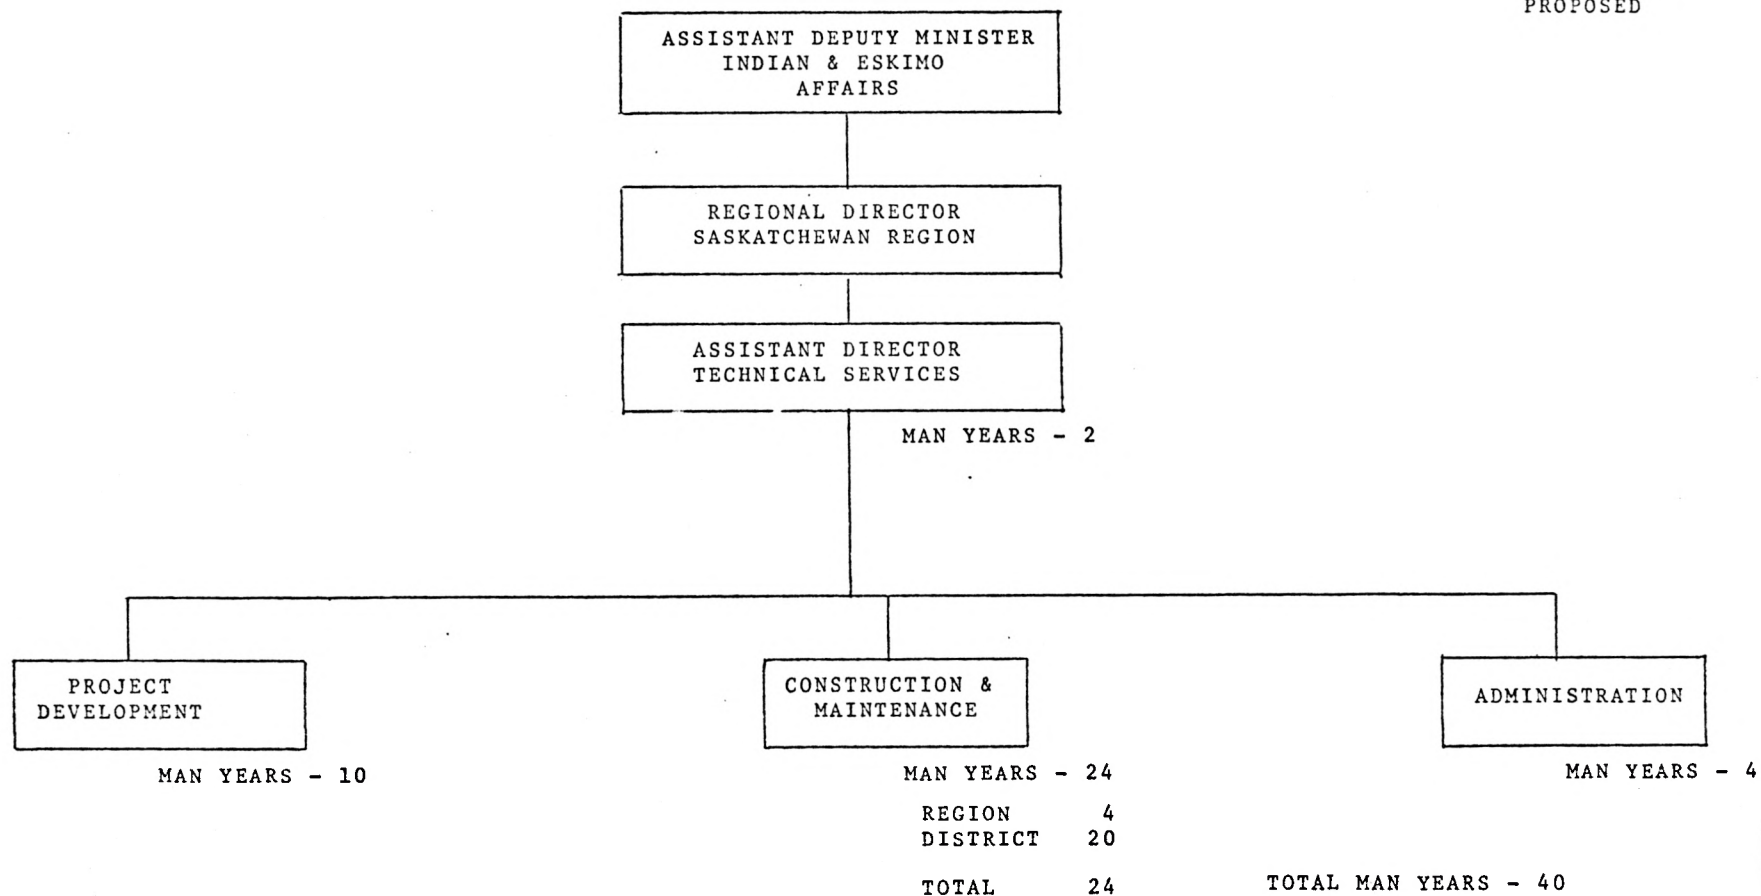 PROPOSED
ASSISTANT DEPUTY MINISTER
INDIAN & ESKIMO
AFFAIRS
REGIONAL DIRECTOR
SASKATCHEWAN REGION
ASSISTANT DIRECTOR
TECHNICAL SERVICES
MAN YEARS - 2
PROJECT
DEVELOPMENT
MAN YEARS - 10
CONSTRUCTION &
MAINTENANCE
MAN YEARS - 24
REGION 4
DISTRICT 20
TOTAL 24
ADMINISTRATION
MAN YEARS - 4
TOTAL MAN YEARS - 40